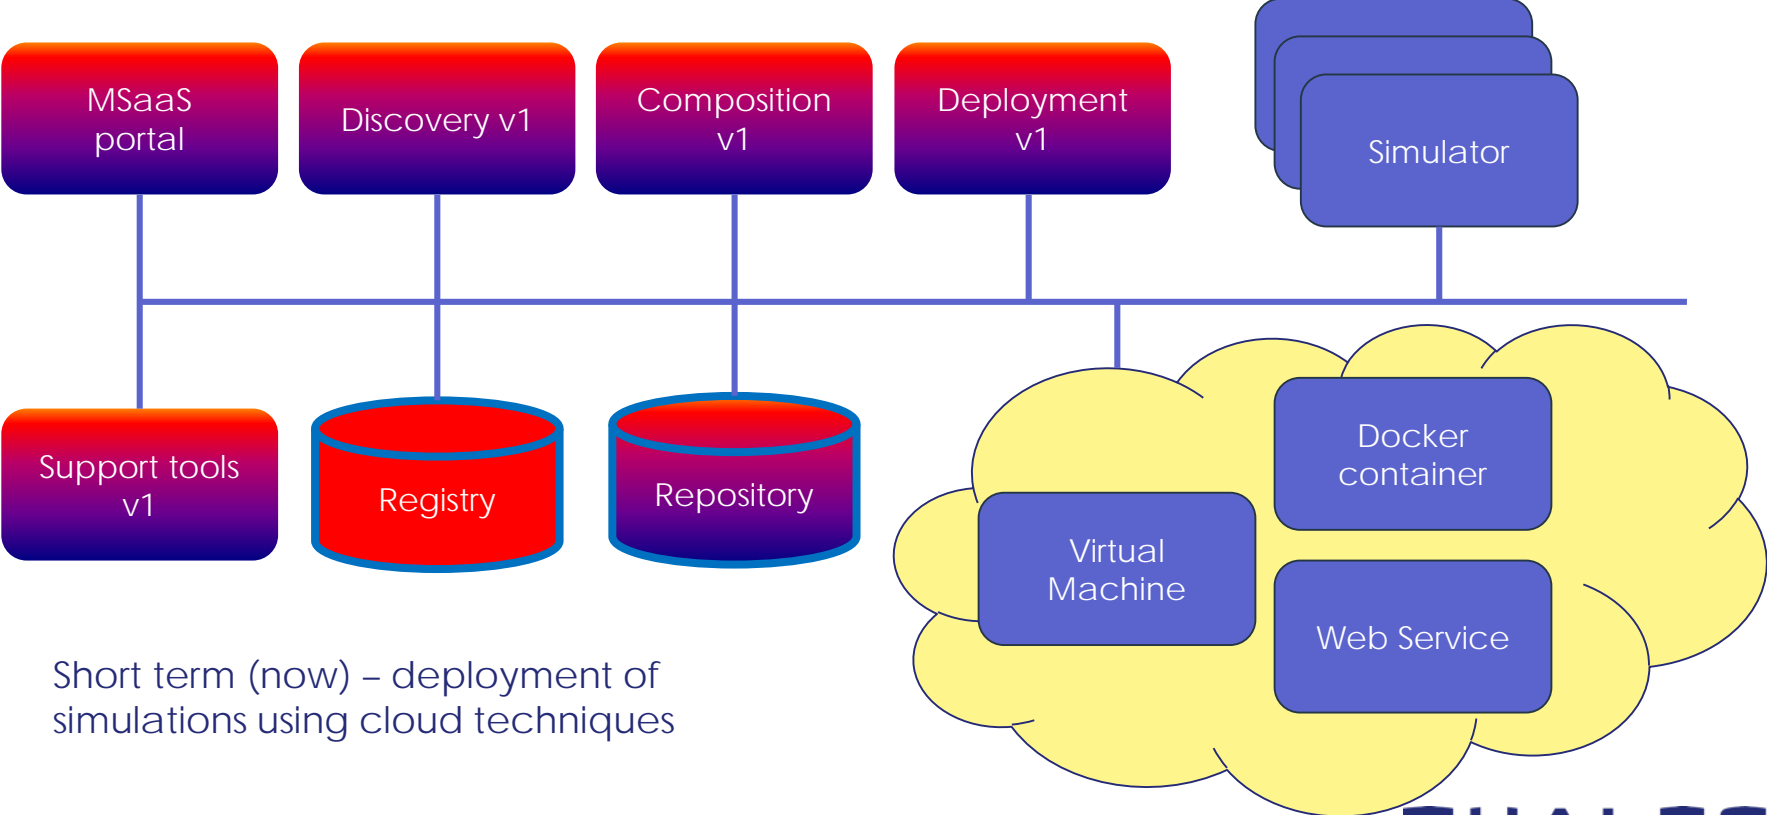 MSaaS
portal
Discovery v1
Composition
v1
Deployment
v1
Simulator
Support tools
v1
Registry
Repository
Docker
container
Virtual
Machine
Web Service
Short term (now) – deployment of
simulations using cloud techniques